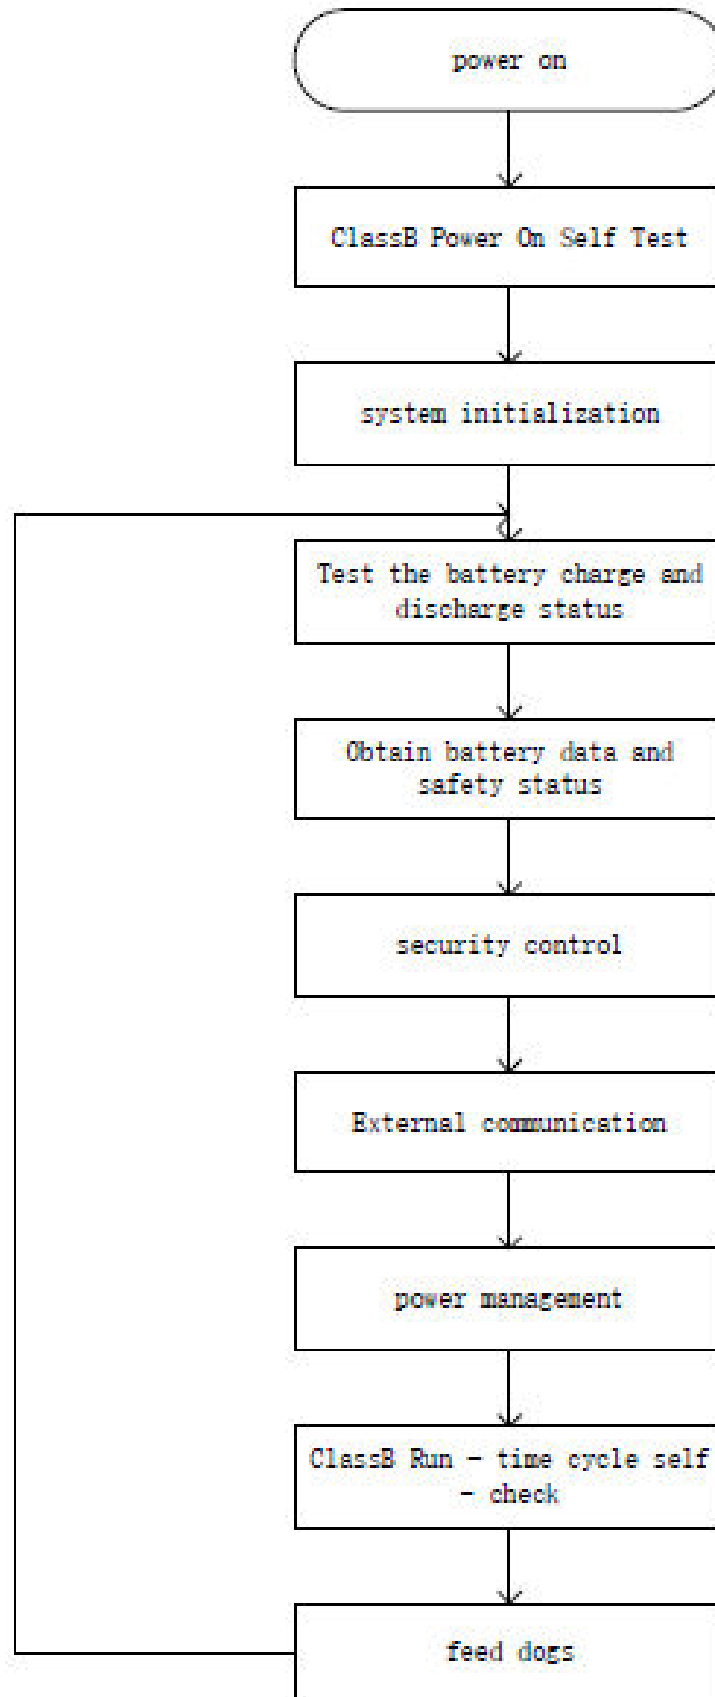 power on
ClassB Power On Self Test
system initialization
Test the battery charge and
discharge status
Obtain battery data and
safety status
security control
External communication
power management
ClassB Run - time cycle self
- check
feed dogs